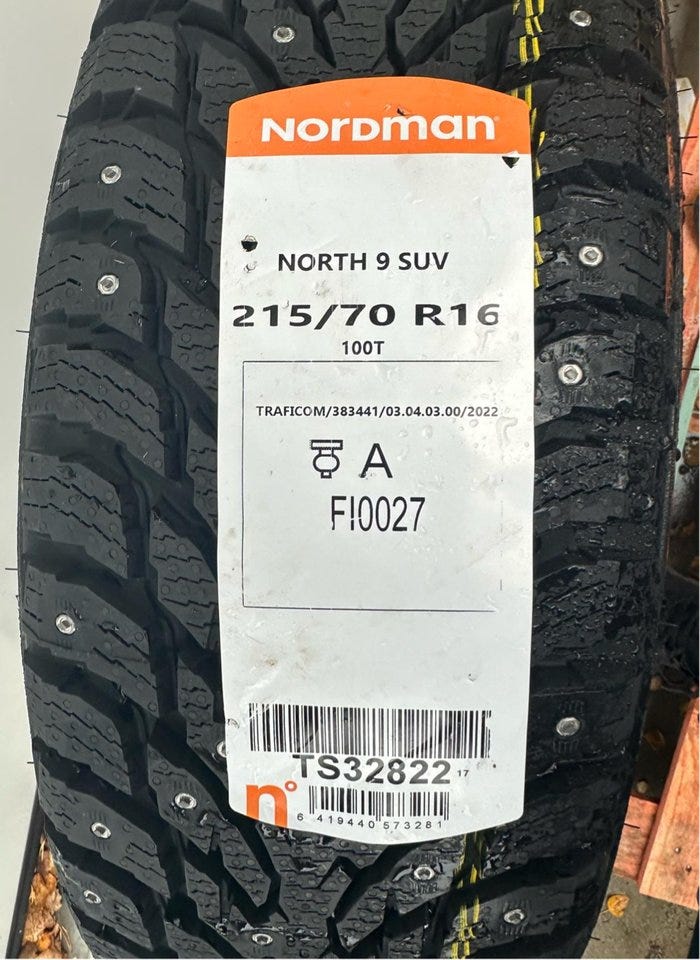 NORDMAN
NORTH 9 SUV
215/70 R16
100T
TRAFICOM/383441/03.04.03.00/2022
A
FI0027
TS32822 17
n°
6 419440 573281